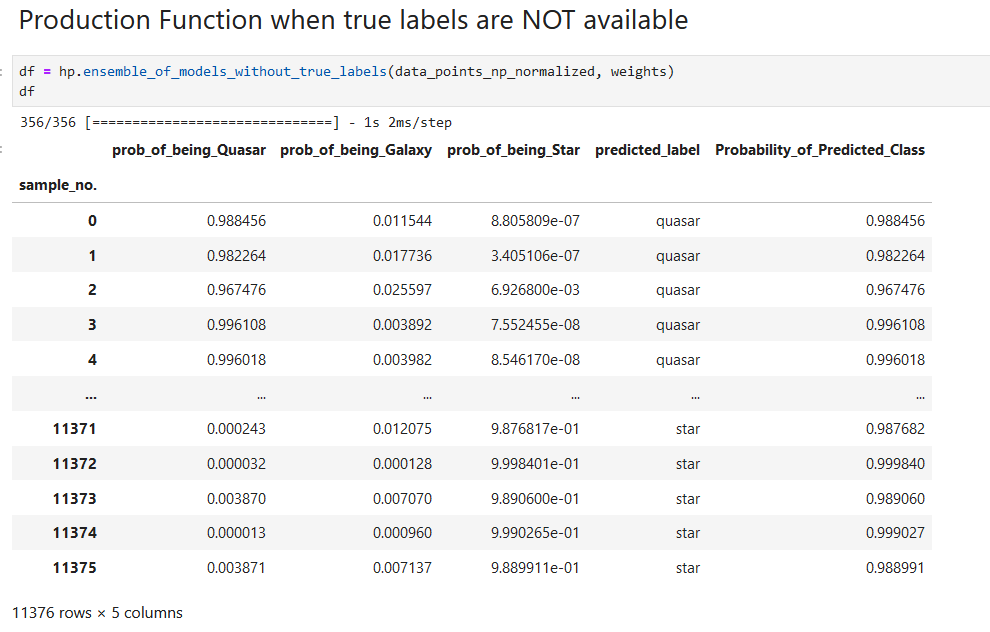 Production Function when true labels are NOT available
df = hp.ensemble_of_models_without_true_labels(data_points_np_normalized, weights)
df
356/356 [==============================] - 1s 2ms/step
prob_of_being_Quasar prob_of_being_Galaxy prob_of_being_Star predicted_label Probability_of_Predicted_Class
sample_no.
0 0.988456 0.011544 8.805809e-07 quasar 0.988456
1 0.982264 0.017736 3.405106e-07 quasar 0.982264
2 0.967476 0.025597 6.926800e-03 quasar 0.967476
3 0.996108 0.003892 7.552455e-08 quasar 0.996108
4 0.996018 0.003982 8.546170e-08 quasar 0.996018
... ... ... ... ... ...
11371 0.000243 0.012075 9.876817e-01 star 0.987682
11372 0.000032 0.000128 9.998401e-01 star 0.999840
11373 0.003870 0.007070 9.890600e-01 star 0.989060
11374 0.000013 0.000960 9.990265e-01 star 0.999027
11375 0.003871 0.007137 9.889911e-01 star 0.988991
11376 rows × 5 columns